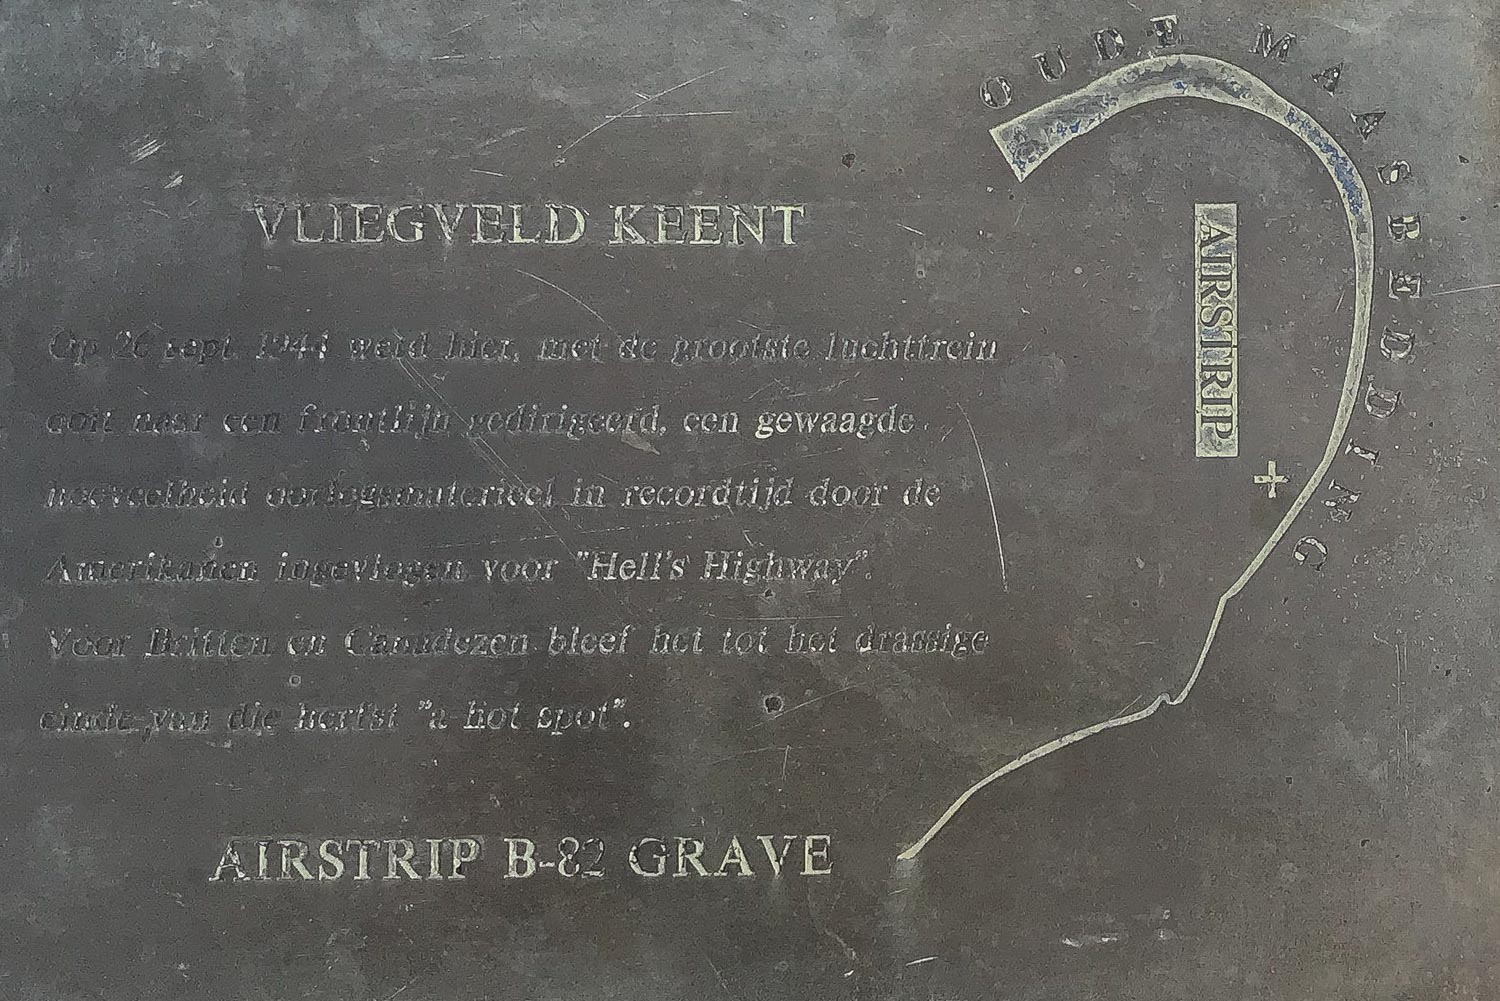 OUDE MAASBEDDING
VLIEGVELD KEENT
AIRSTRIP
Op 26 sept. 1944 werd hier, met de grootste luchttrein
ooit naar een frontlijn gedirigeerd, een gewaagde
hoeveelheid oorlogsmaterieel in recordtijd door de
Amerikanen ingevlogen voor "Hell's Highway".
Voor Britten en Canadezen bleef het tot het drassige
einde van die herfst "a hot spot".
AIRSTRIP B-82 GRAVE